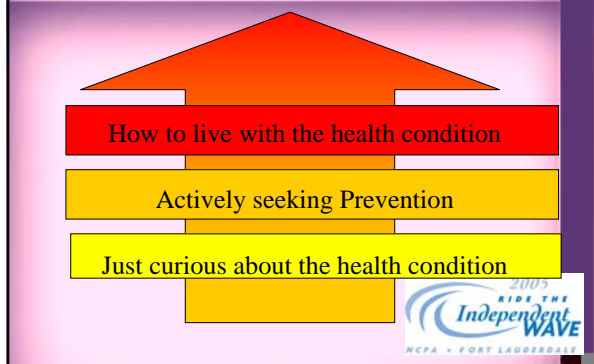 How to live with the health condition
Actively seeking Prevention
Just curious about the health condition
2005
RIDE THE
Independent
WAVE
NCPA • FORT LAUDERDALE